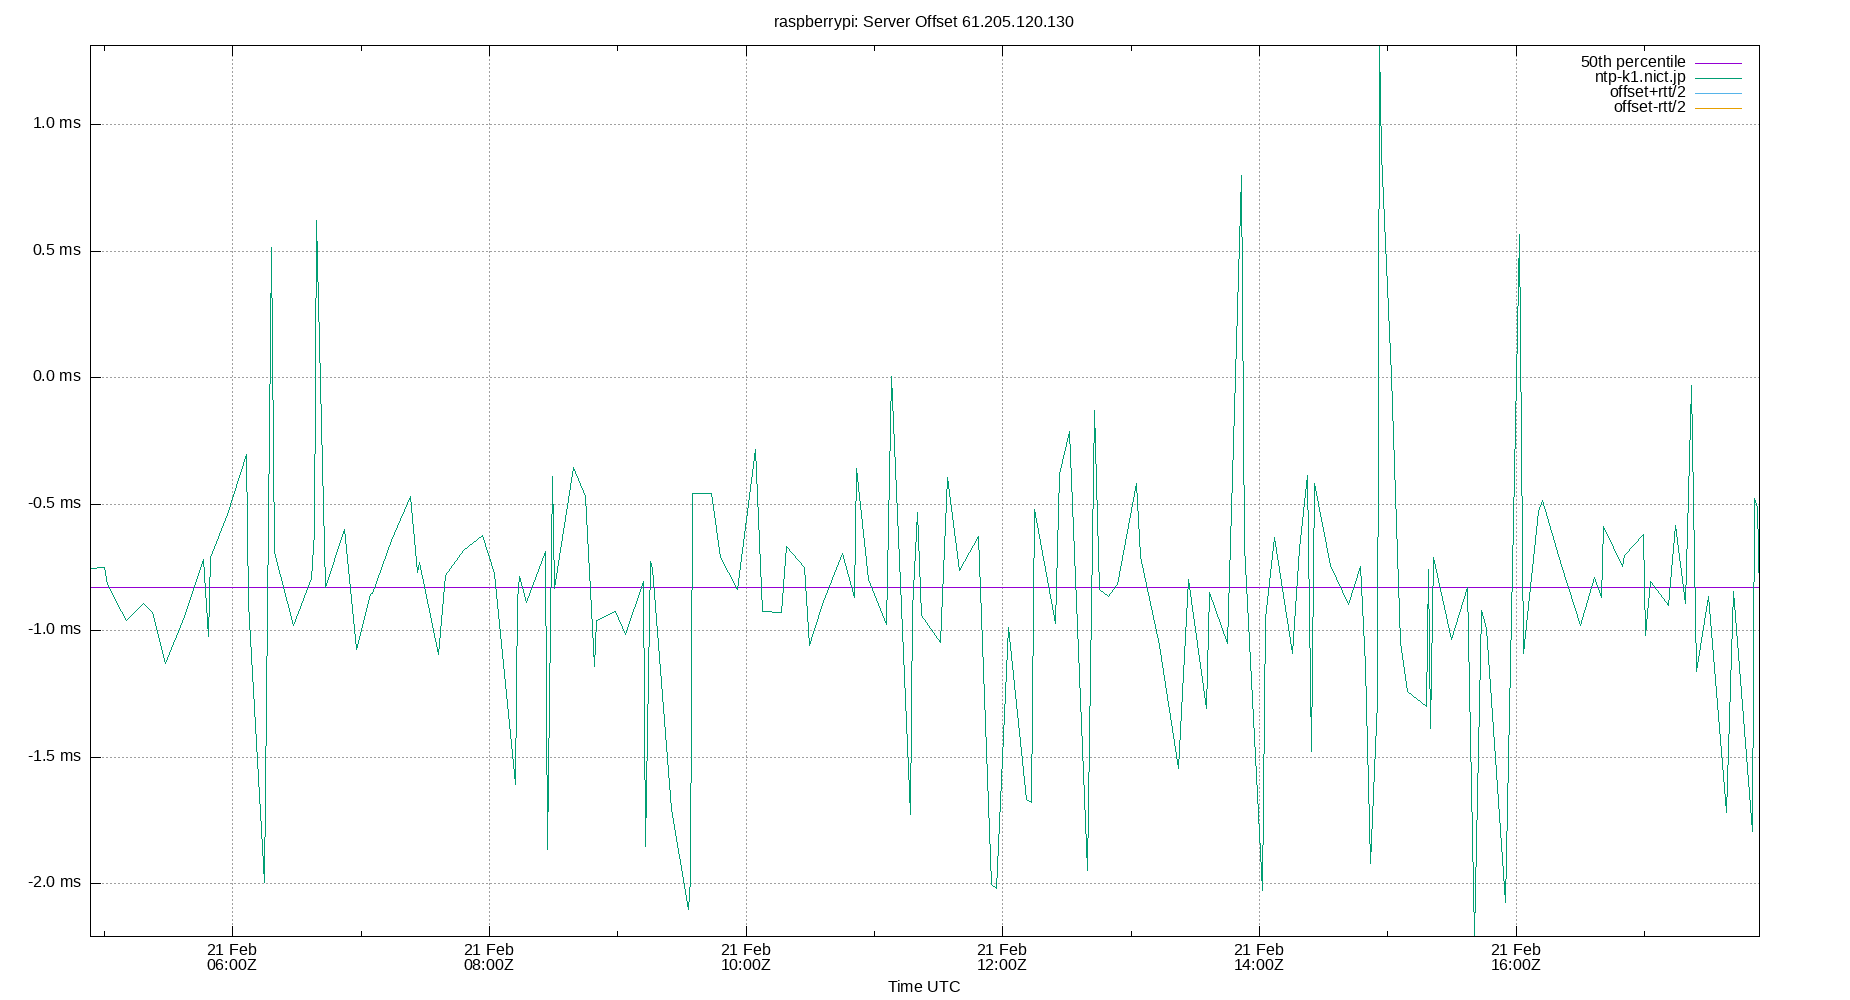 raspberrypi: Server Offset 61.205.120.130
50th percentile
ntp-k1.nict.jp
offset+rtt/2
offset-rtt/2
1.0 ms
0.5 ms
0.0 ms
-0.5 ms
-1.0 ms
-1.5 ms
-2.0 ms
21 Feb 21 Feb 21 Feb 21 Feb 21 Feb 21 Feb
06:00Z 08:00Z 10:00Z 12:00Z 14:00Z 16:00Z
Time UTC